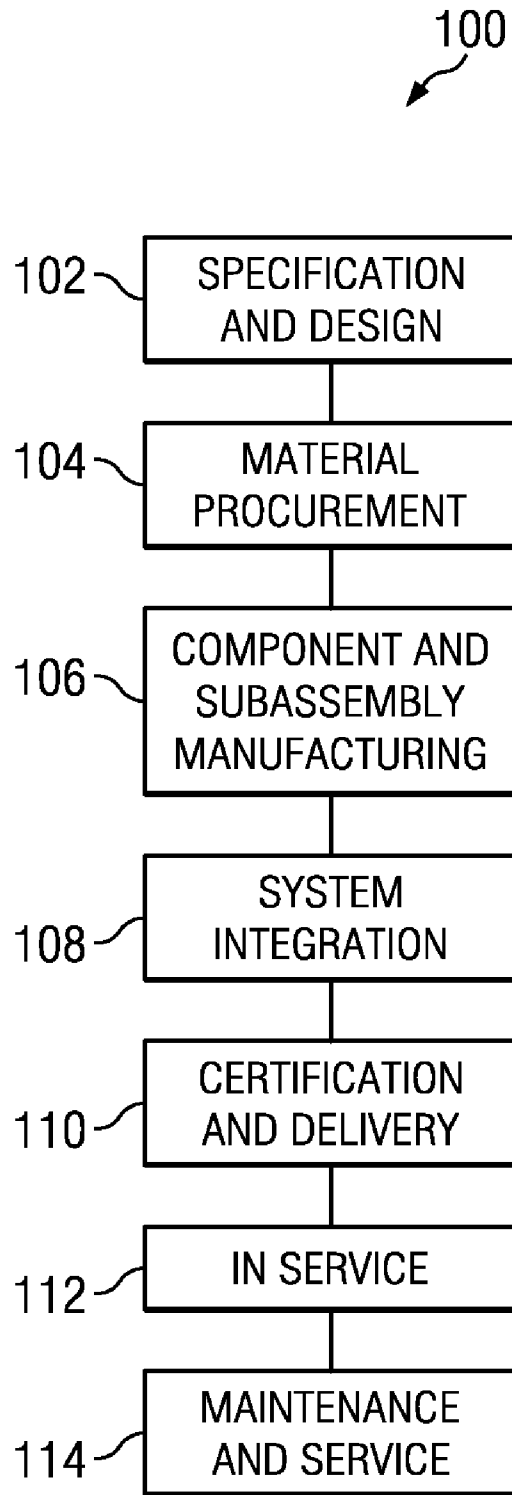 100
102
SPECIFICATION
AND DESIGN
104
MATERIAL
PROCUREMENT
106
COMPONENT AND
SUBASSEMBLY
MANUFACTURING
108
SYSTEM
INTEGRATION
110
CERTIFICATION
AND DELIVERY
112
IN SERVICE
114
MAINTENANCE
AND SERVICE